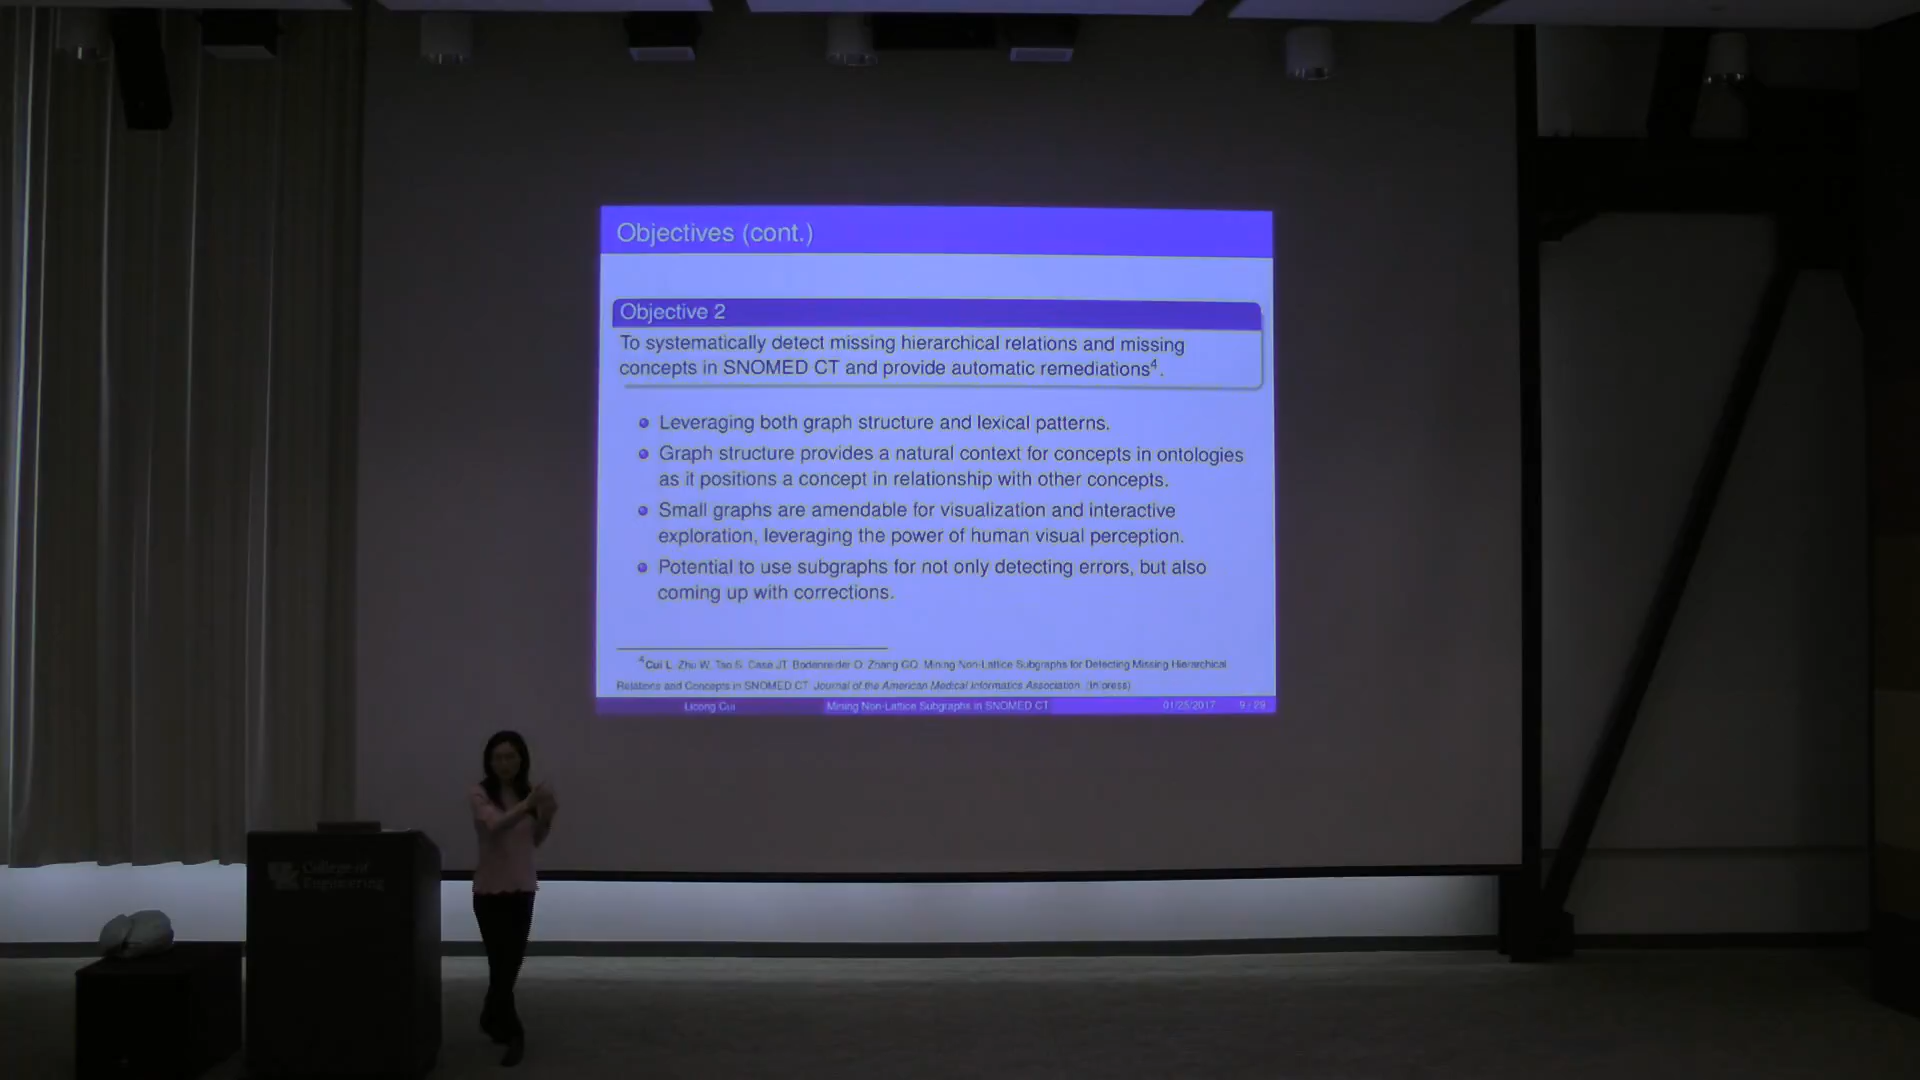 Objectives (cont.)
Objective 2
To systematically detect missing hierarchical relations and missing
concepts in SNOMED CT and provide automatic remediations⁴.
Leveraging both graph structure and lexical patterns.
Graph structure provides a natural context for concepts in ontologies
as it positions a concept in relationship with other concepts.
Small graphs are amendable for visualization and interactive
exploration, leveraging the power of human visual perception.
Potential to use subgraphs for not only detecting errors, but also
coming up with corrections.
⁴Cui L, Zhu W, Tao S, Case JT, Bodenreider O, Zhang GQ. Mining Non-Lattice Subgraphs for Detecting Missing Hierarchical
Relations and Concepts in SNOMED CT. Journal of the American Medical Informatics Association. (In press)
Licong Cui Mining Non-Lattice Subgraphs in SNOMED CT 01/25/2017 9 / 29
College of
Engineering